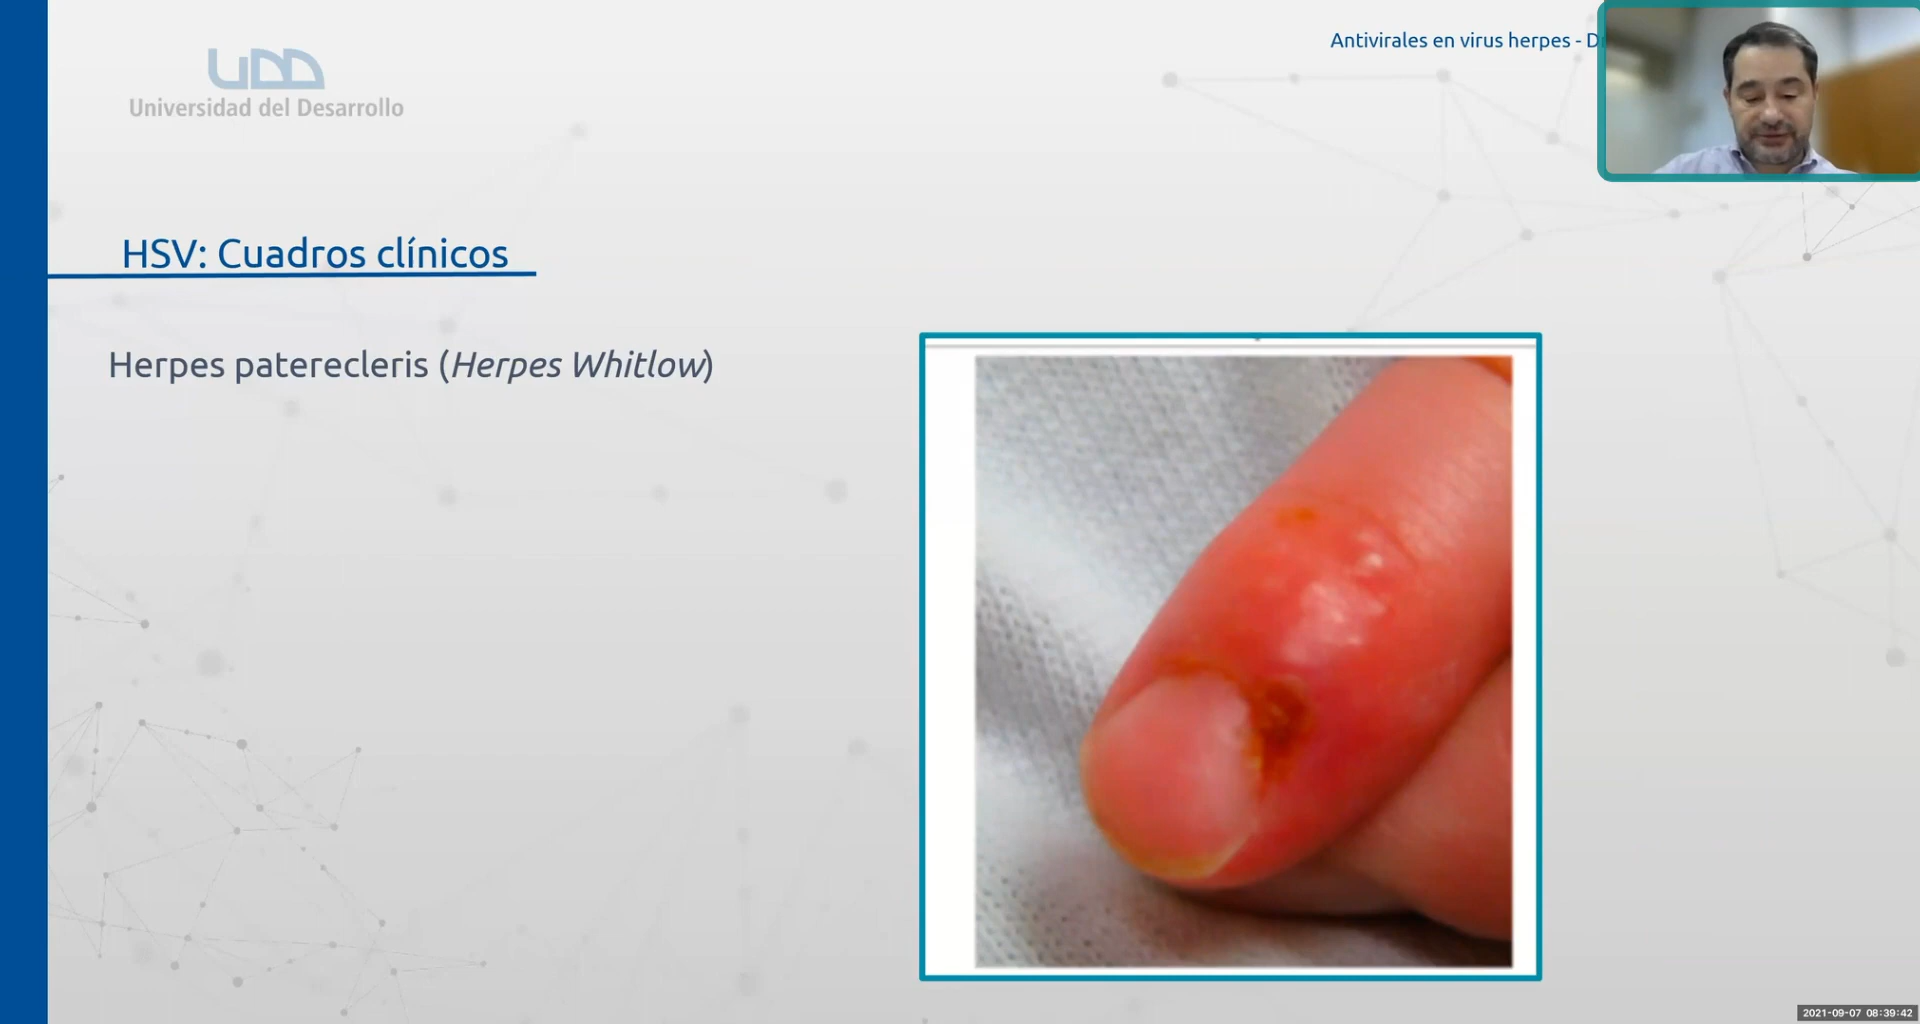 Antivirales en virus herpes - D
UDD
Universidad del Desarrollo
HSV: Cuadros clínicos
Herpes paterecleris (Herpes Whitlow)
2021-09-07 08:39:42